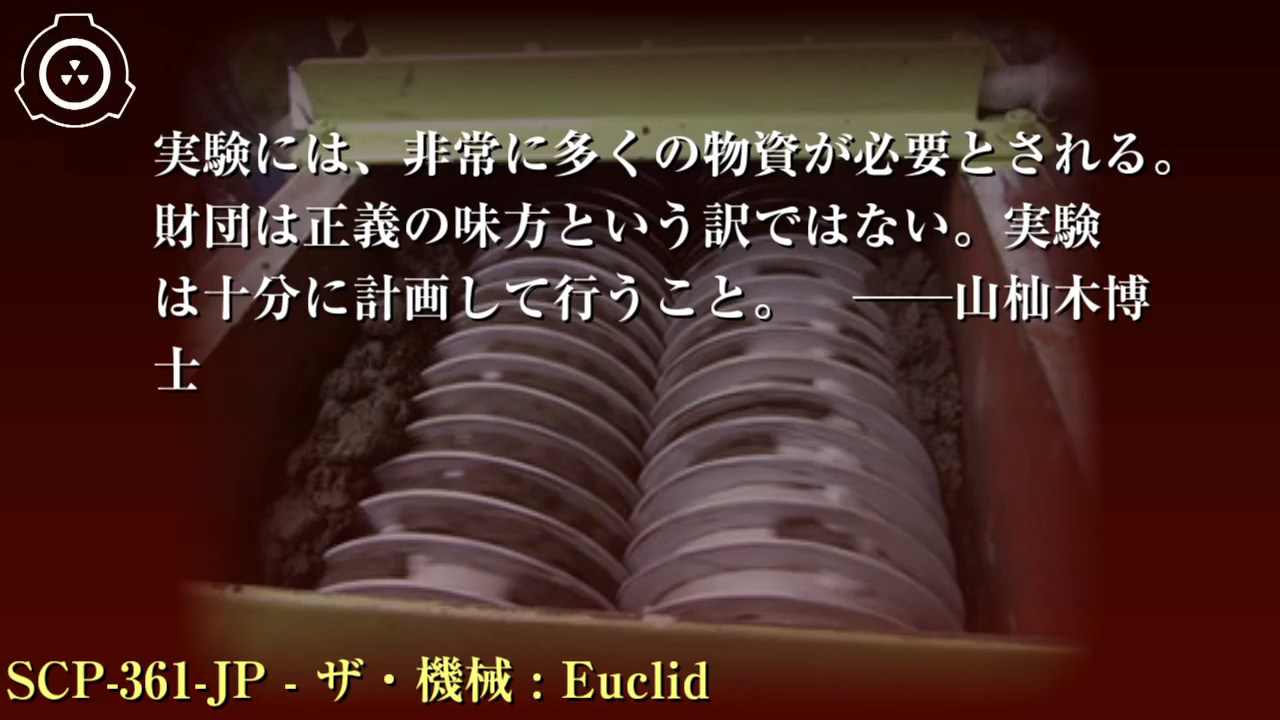 実験には、非常に多くの物資が必要とされる。
財団は正義の味方という訳ではない。実験
は十分に計画して行うこと。　――山杣木博
士
SCP-361-JP - ザ・機械：Euclid